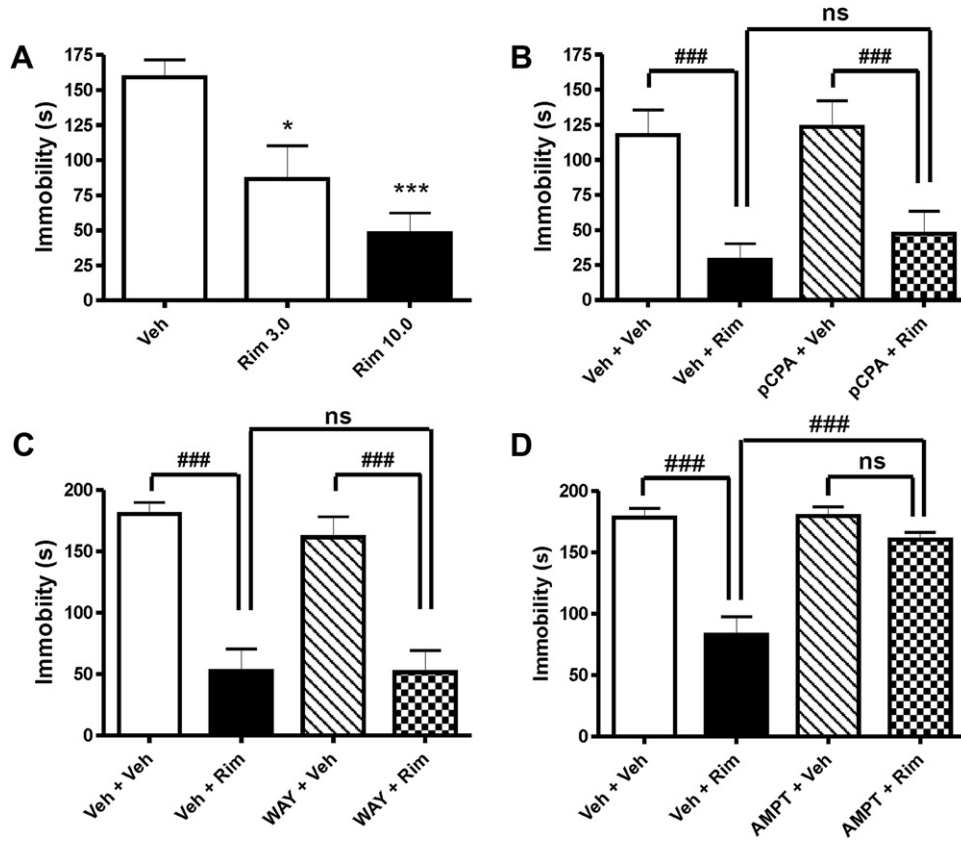 A
Immobility (s)
175
150
125
100
75
50
25
0
*
***
Veh
Rim 3.0
Rim 10.0
B
Immobility (s)
175
150
125
100
75
50
25
0
ns
###
###
Veh + Veh
Veh + Rim
pCPA + Veh
pCPA + Rim
C
Immobiity (s)
200
150
100
50
0
ns
###
###
Veh + Veh
Veh + Rim
WAY + Veh
WAY + Rim
D
Immobility (s)
200
150
100
50
0
###
###
ns
Veh + Veh
Veh + Rim
AMPT + Veh
AMPT + Rim